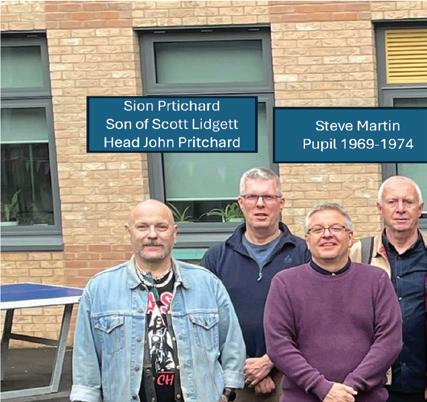 Sion Prtichard
Son of Scott Lidgett
Head John Pritchard
Steve Martin
Pupil 1969-1974